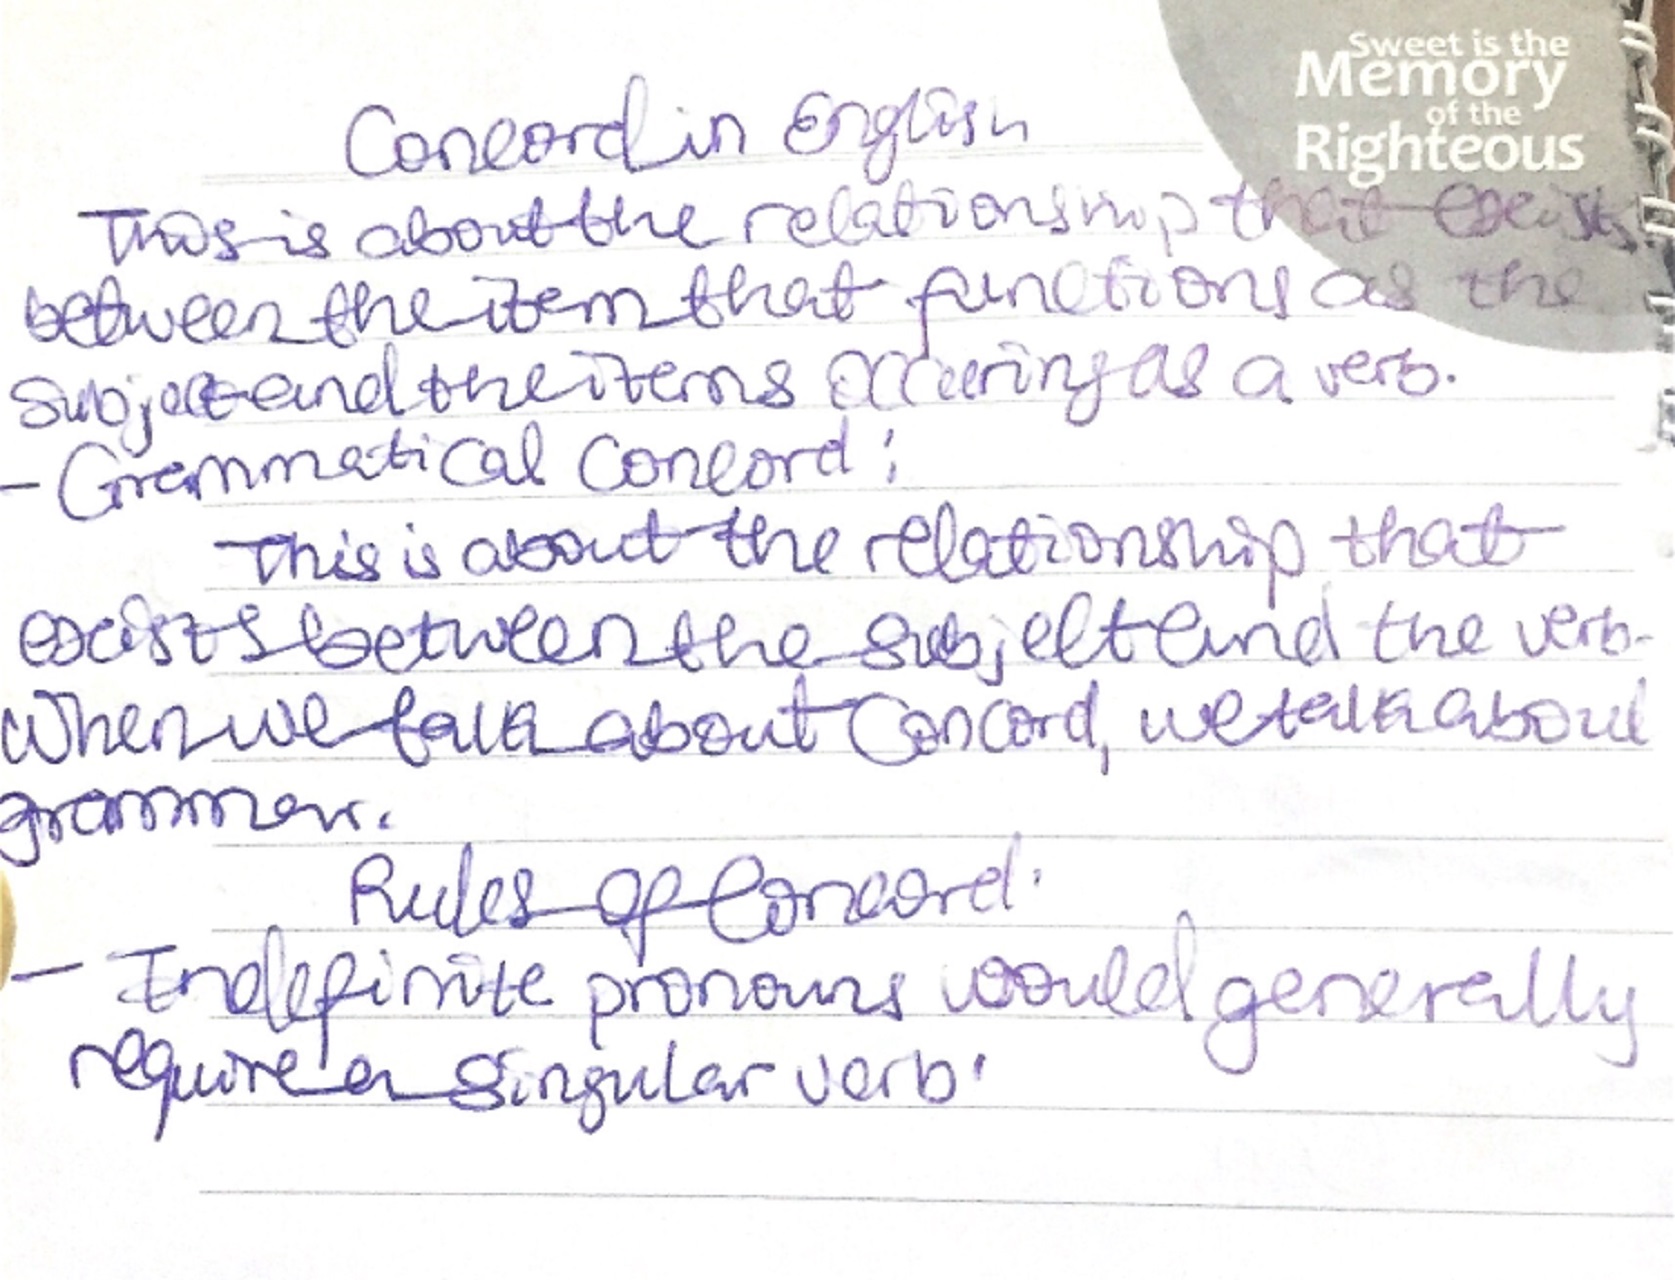 Sweet is the
Memory
of the
Righteous
Concord in English
This is about the relationship that exists
between the item that functions as the
subject and the items occuring as a verb.
- Grammatical Concord:
This is about the relationship that
exists between the subject and the verb.
When we talk about Concord, we talk about
grammar.
Rules of Concord.
- Indefinite pronouns would generally
require a singular verb.